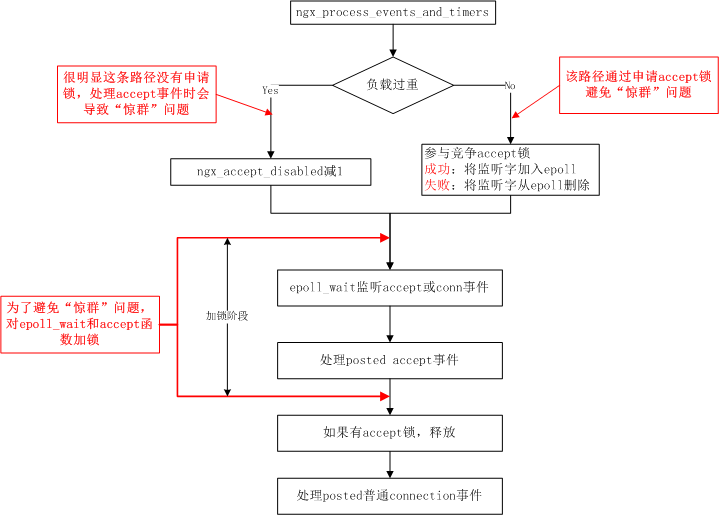 ngx_process_events_and_timers
负载过重
Yes
No
很明显这条路径没有申请
锁，处理accept事件时会
导致“惊群”问题
该路径通过申请accept锁
避免“惊群”问题
ngx_accept_disabled减1
参与竞争accept锁
成功：将监听字加入epoll
失败：将监听字从epoll删除
epoll_wait监听accept或conn事件
为了避免“惊群”问题，
对epoll_wait和accept函
数加锁
加锁阶段
处理posted accept事件
如果有accept锁，释放
处理posted普通connection事件